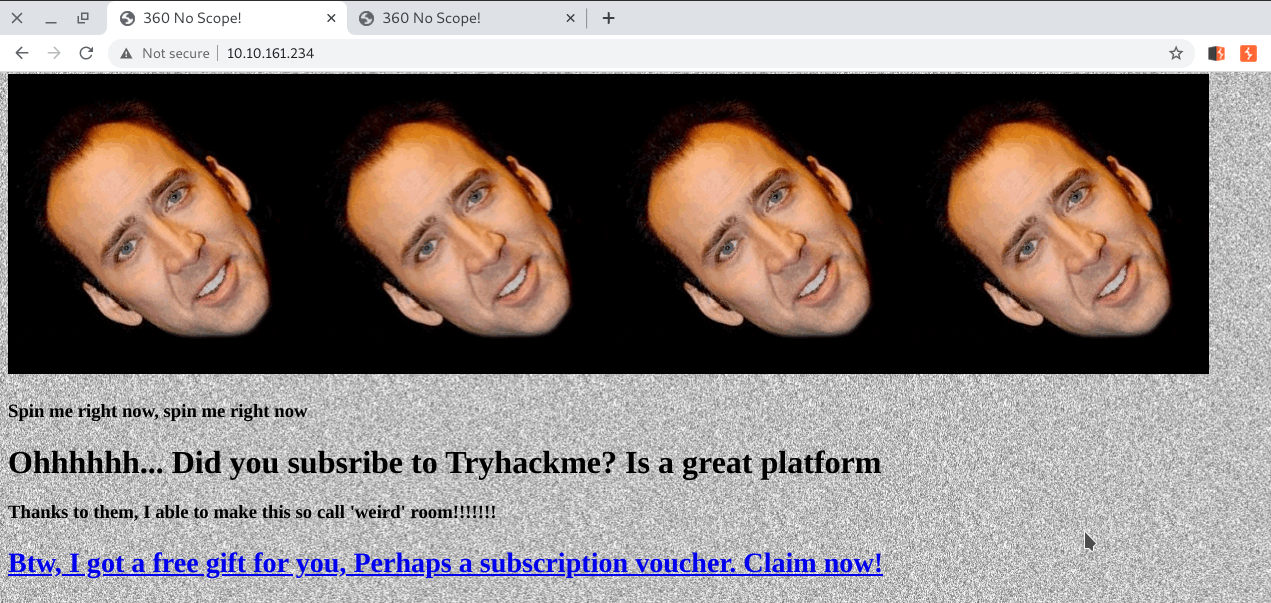 360 No Scope!
360 No Scope!
Not secure
10.10.161.234
Spin me right now, spin me right now
Ohhhhhh... Did you subsribe to Tryhackme? Is a great platform
Thanks to them, I able to make this so call 'weird' room!!!!!!!
Btw, I got a free gift for you, Perhaps a subscription voucher. Claim now!